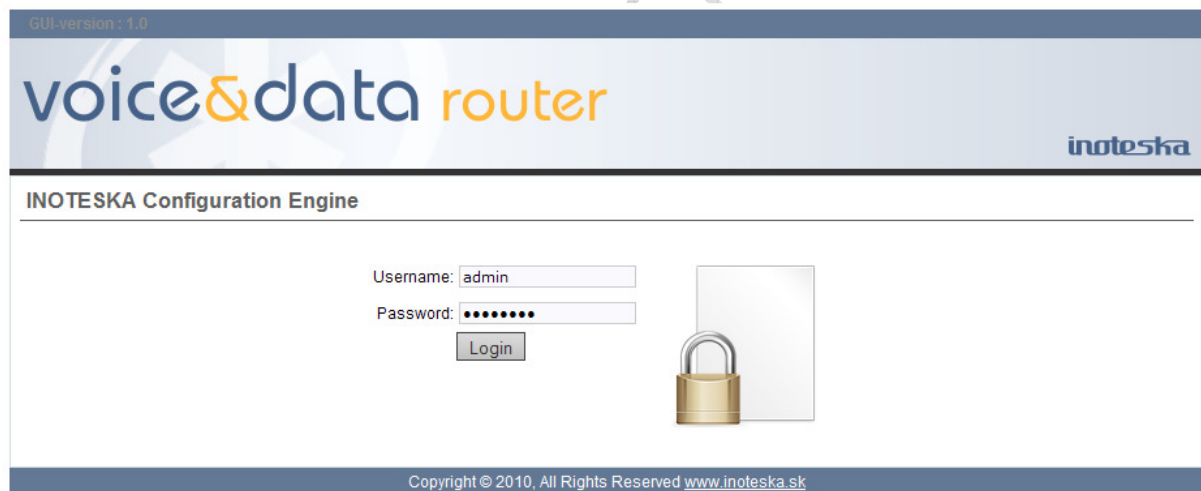 GUI-version : 1.0
voice&data router
inoteska
INOTESKA Configuration Engine
Username: admin
Password: ••••••••
Login
Copyright © 2010, All Rights Reserved www.inoteska.sk